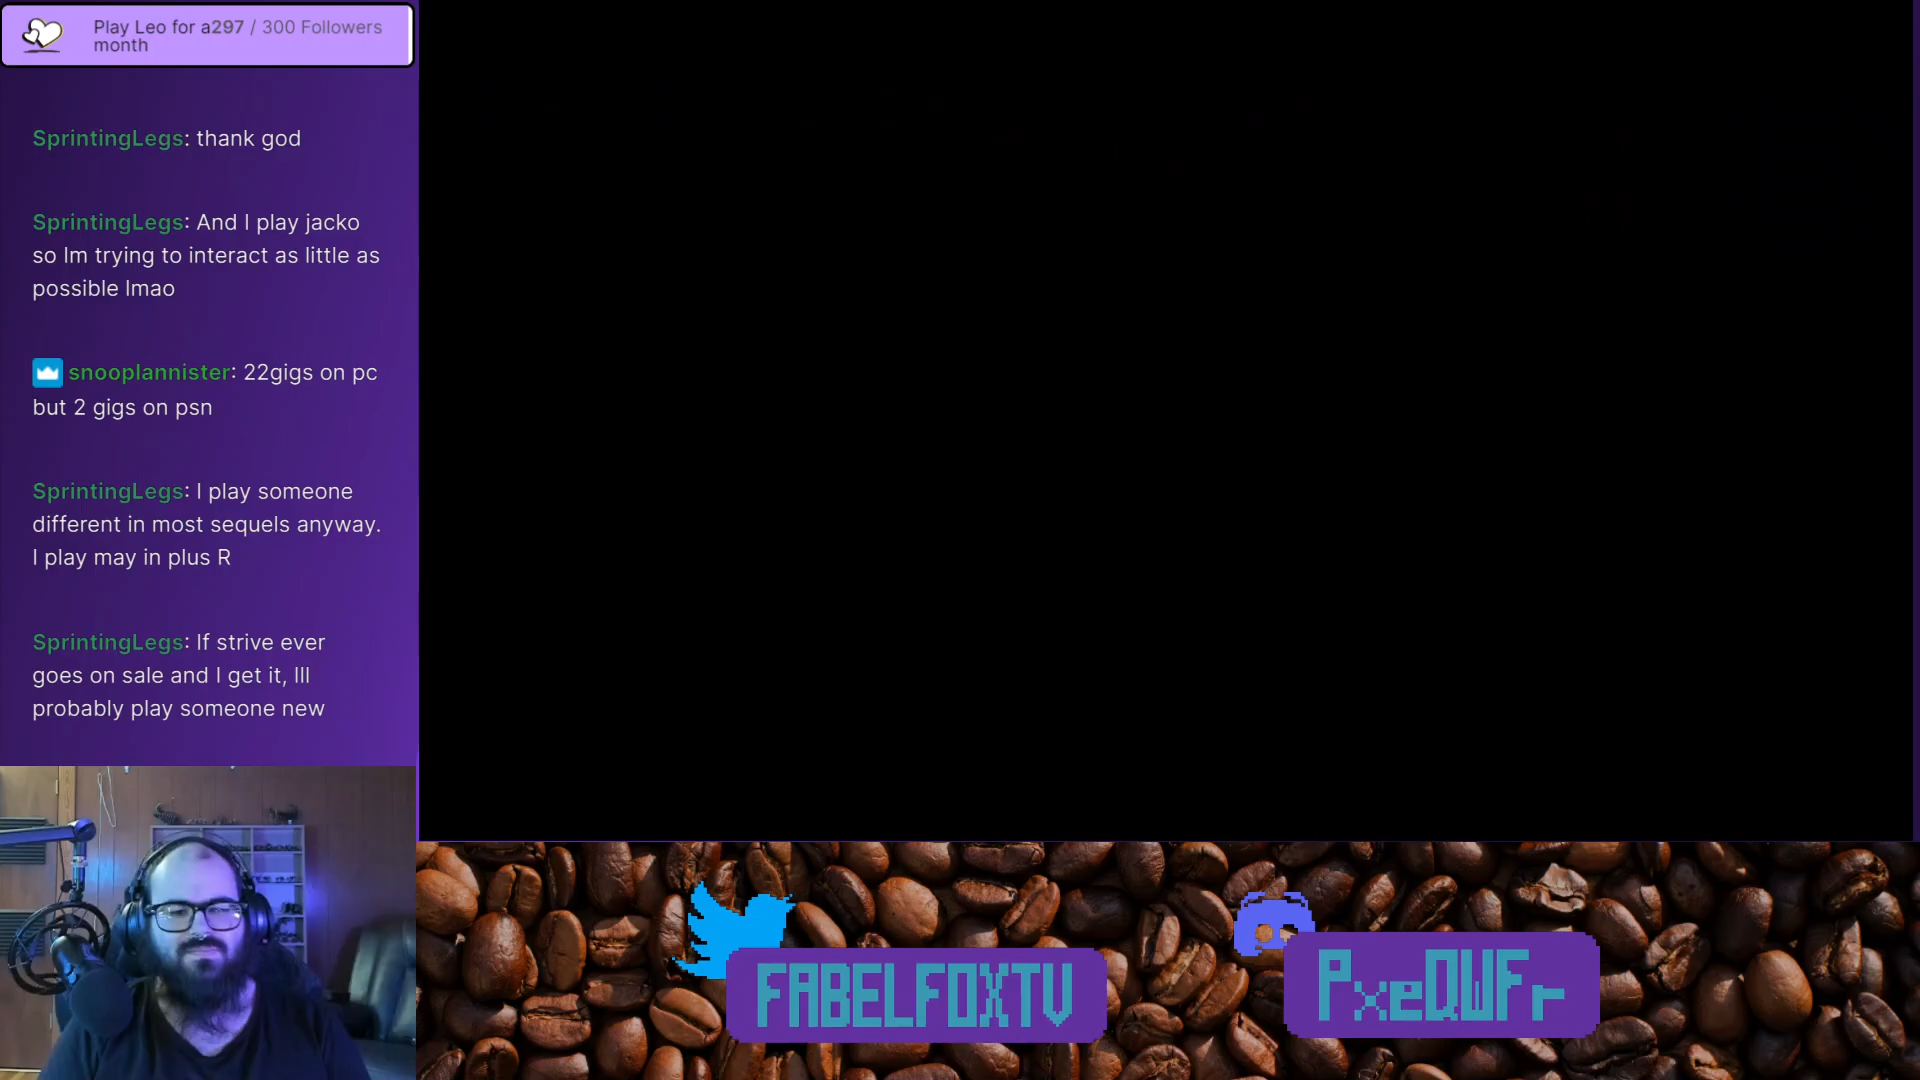 Play Leo for a297 / 300 Followers
month
SprintingLegs: thank god
SprintingLegs: And I play jacko
so Im trying to interact as little as
possible lmao
snooplannister: 22gigs on pc
but 2 gigs on psn
SprintingLegs: I play someone
different in most sequels anyway.
I play may in plus R
SprintingLegs: If strive ever
goes on sale and I get it, Ill
probably play someone new
FABELFOXTV
PxeQWFr